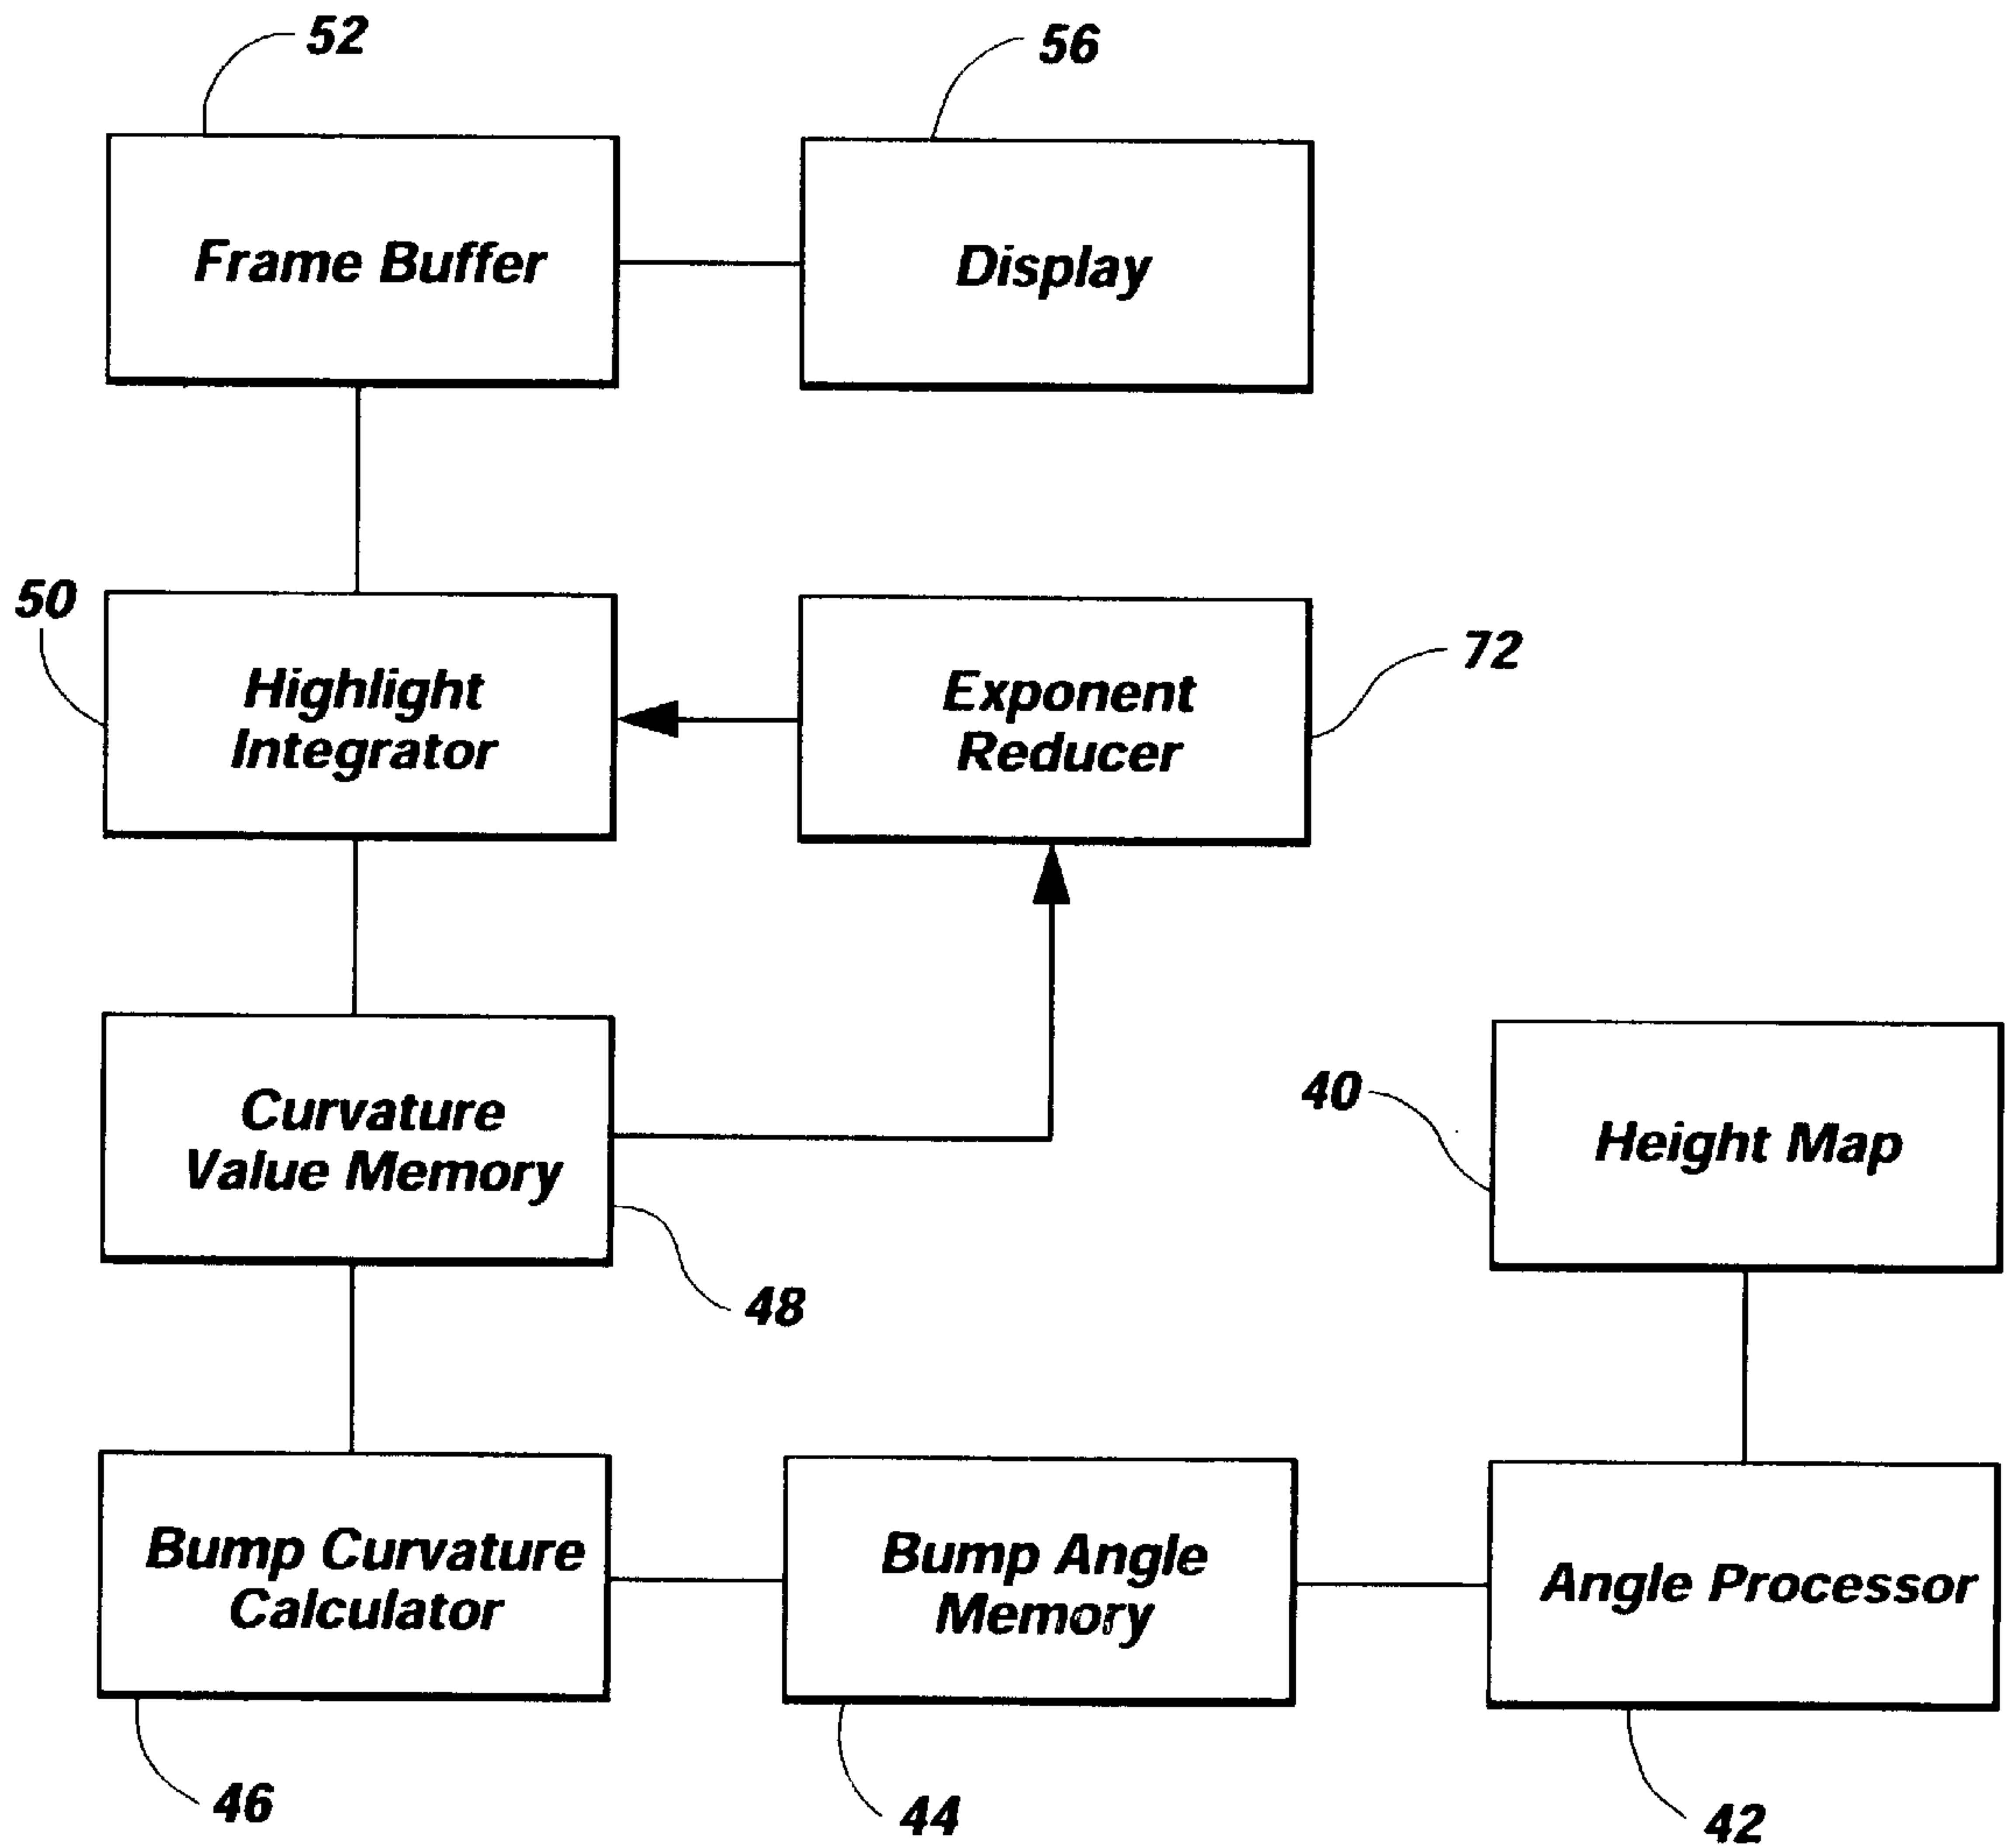 52
56
Frame Buffer
Display
50
Highlight
Integrator
Exponent
Reducer
72
Curvature
Value Memory
40
Height Map
48
Bump Curvature
Calculator
Bump Angle
Memory
Angle Processor
46
44
42